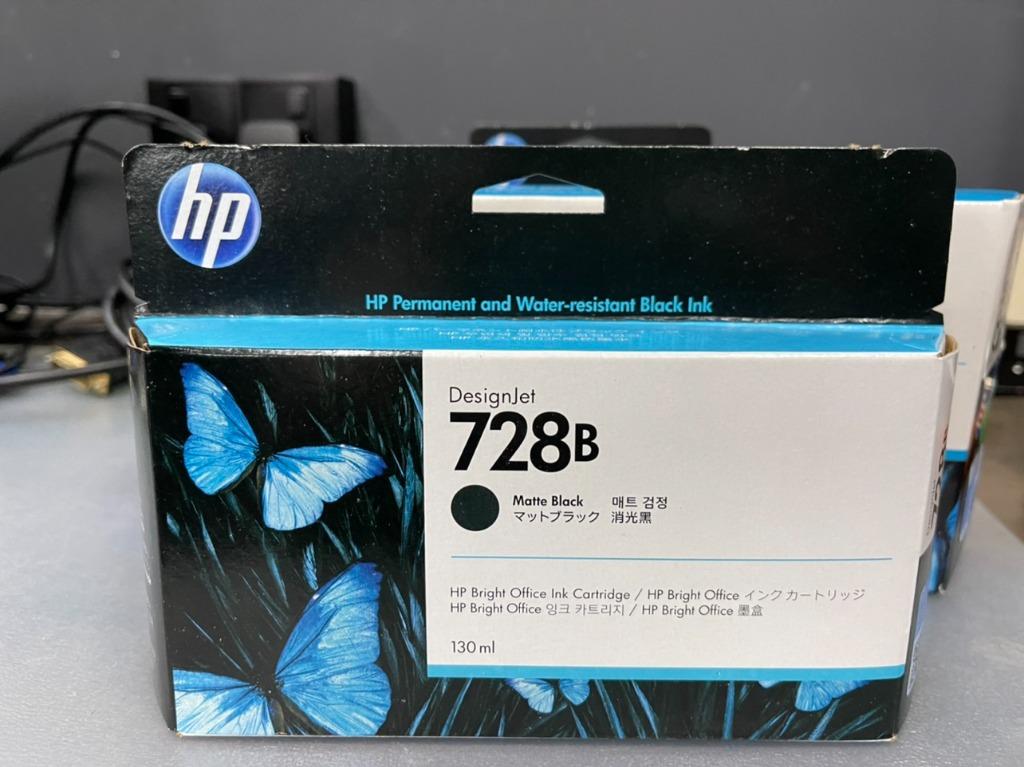 hp
HP Permanent and Water-resistant Black Ink
DesignJet
728B
Matte Black 매트 검정
マットブラック 消光黑
HP Bright Office Ink Cartridge / HP Bright Office インク カートリッジ
HP Bright Office 잉크 카트리지 / HP Bright Office 墨盒
130 ml